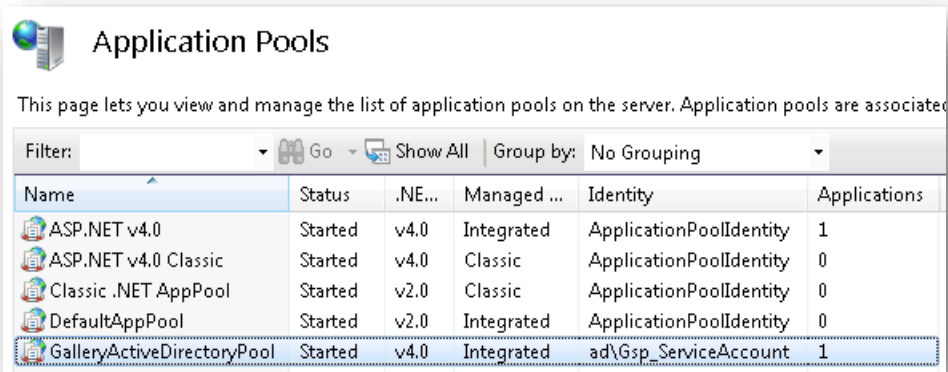 Application Pools
This page lets you view and manage the list of application pools on the server. Application pools are associated
Filter: Go Show All Group by: No Grouping
Name Status .NE... Managed ... Identity Applications
ASP.NET v4.0 Started v4.0 Integrated ApplicationPoolIdentity 1
ASP.NET v4.0 Classic Started v4.0 Classic ApplicationPoolIdentity 0
Classic .NET AppPool Started v2.0 Classic ApplicationPoolIdentity 0
DefaultAppPool Started v2.0 Integrated ApplicationPoolIdentity 0
GalleryActiveDirectoryPool Started v4.0 Integrated ad\Gsp_ServiceAccount 1